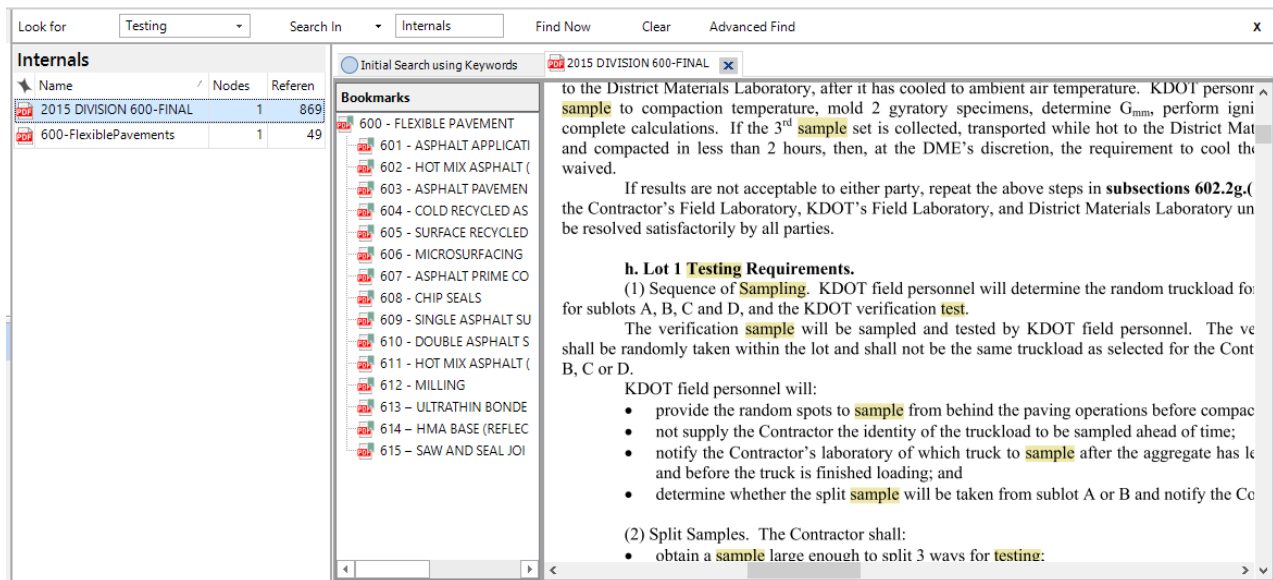 Look for Testing Search In Internals Find Now Clear Advanced Find x
Internals
Name Nodes Referen
2015 DIVISION 600-FINAL 1 869
600-FlexiblePavements 1 49
Initial Search using Keywords
2015 DIVISION 600-FINAL x
Bookmarks
600 - FLEXIBLE PAVEMENT
601 - ASPHALT APPLICATI
602 - HOT MIX ASPHALT (
603 - ASPHALT PAVEMEN
604 - COLD RECYCLED AS
605 - SURFACE RECYCLED
606 - MICROSURFACING
607 - ASPHALT PRIME CO
608 - CHIP SEALS
609 - SINGLE ASPHALT SU
610 - DOUBLE ASPHALT S
611 - HOT MIX ASPHALT (
612 - MILLING
613 – ULTRATHIN BONDE
614 – HMA BASE (REFLEC
615 – SAW AND SEAL JOI
to the District Materials Laboratory, after it has cooled to ambient air temperature. KDOT personn
sample to compaction temperature, mold 2 gyratory specimens, determine Gmm, perform igni
complete calculations. If the 3rd sample set is collected, transported while hot to the District Mat
and compacted in less than 2 hours, then, at the DME's discretion, the requirement to cool the
waived.
If results are not acceptable to either party, repeat the above steps in subsections 602.2g.(
the Contractor's Field Laboratory, KDOT's Field Laboratory, and District Materials Laboratory un
be resolved satisfactorily by all parties.
h. Lot 1 Testing Requirements.
(1) Sequence of Sampling. KDOT field personnel will determine the random truckload for
for sublots A, B, C and D, and the KDOT verification test.
The verification sample will be sampled and tested by KDOT field personnel. The ve
shall be randomly taken within the lot and shall not be the same truckload as selected for the Cont
B, C or D.
KDOT field personnel will:
• provide the random spots to sample from behind the paving operations before compac
• not supply the Contractor the identity of the truckload to be sampled ahead of time;
• notify the Contractor's laboratory of which truck to sample after the aggregate has le
and before the truck is finished loading; and
• determine whether the split sample will be taken from sublot A or B and notify the Co
(2) Split Samples. The Contractor shall:
• obtain a sample large enough to split 3 ways for testing;